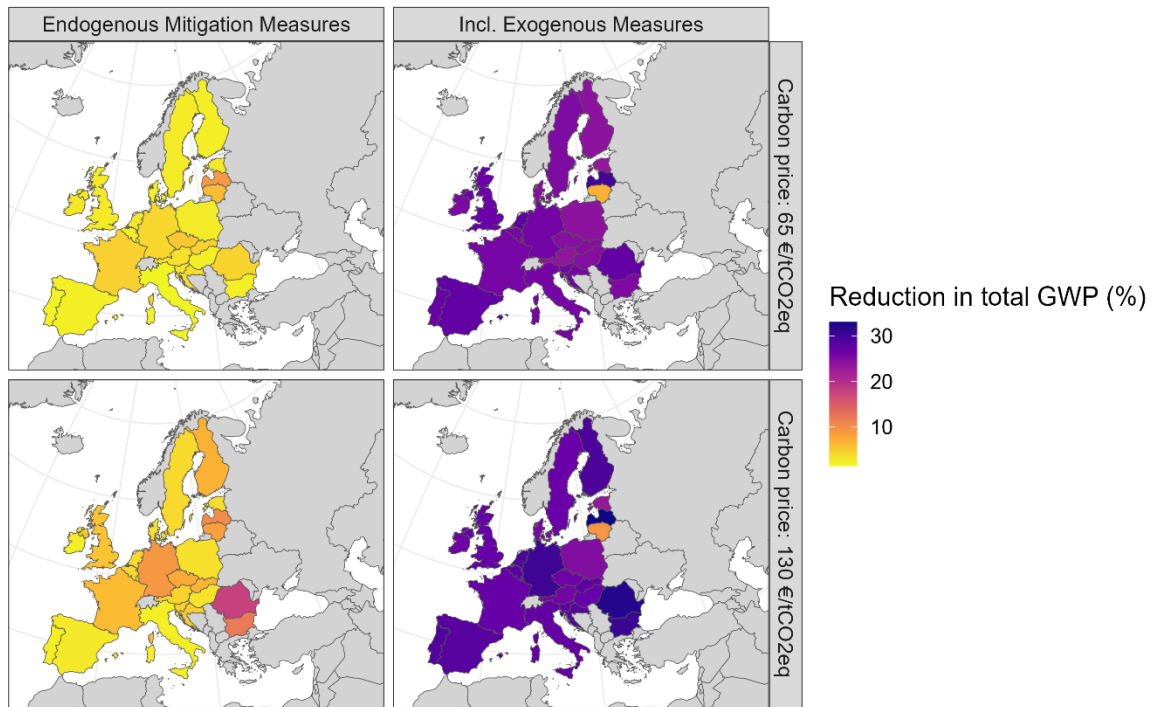 Endogenous Mitigation Measures
Incl. Exogenous Measures
Carbon price: 65 €/tCO2eq
Carbon price: 130 €/tCO2eq
Reduction in total GWP (%)
30
20
10